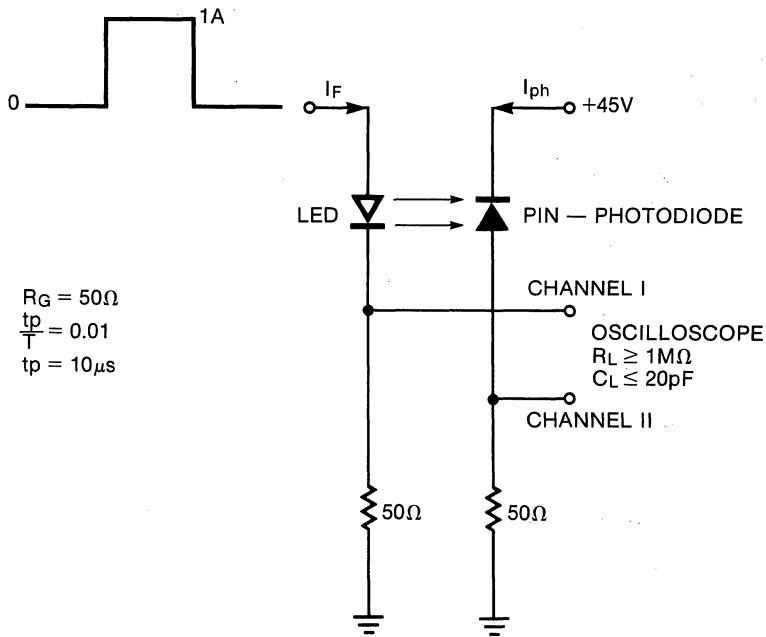 1A
0
IF
Iph
+45V
LED
PIN — PHOTODIODE
RG = 50Ω
tp
T
= 0.01
tp = 10μs
CHANNEL I
OSCILLOSCOPE
RL ≥ 1MΩ
CL ≤ 20pF
CHANNEL II
50Ω
50Ω